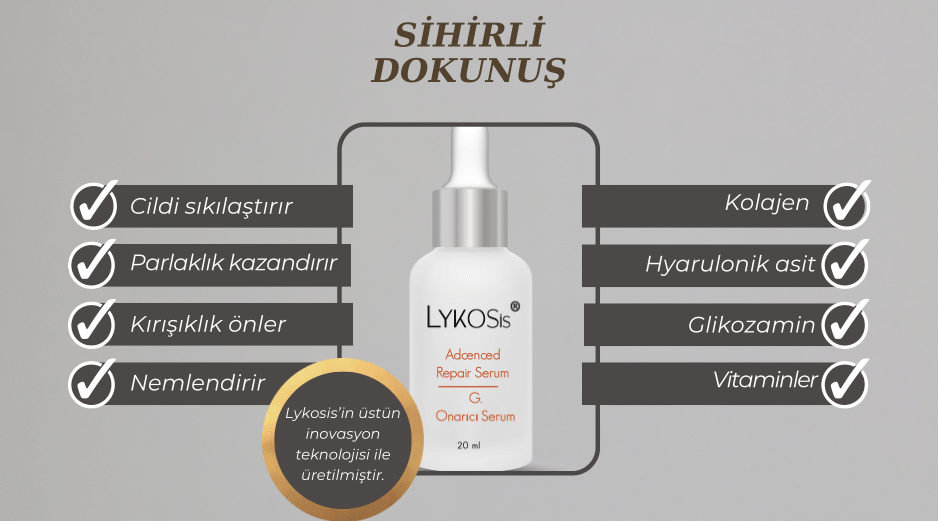 SİHİRLİ
DOKUNUŞ
Cildi sıkılaştırır
Parlaklık kazandırır
Kırışıklık önler
Nemlendirir
Lykosis’in üstün
inovasyon
teknolojisi ile
üretilmiştir.
LYKOSis®
Adcenced
Repair Serum
G.
Onarıcı Serum
20 ml
Kolajen
Hyarulonik asit
Glikozamin
Vitaminler